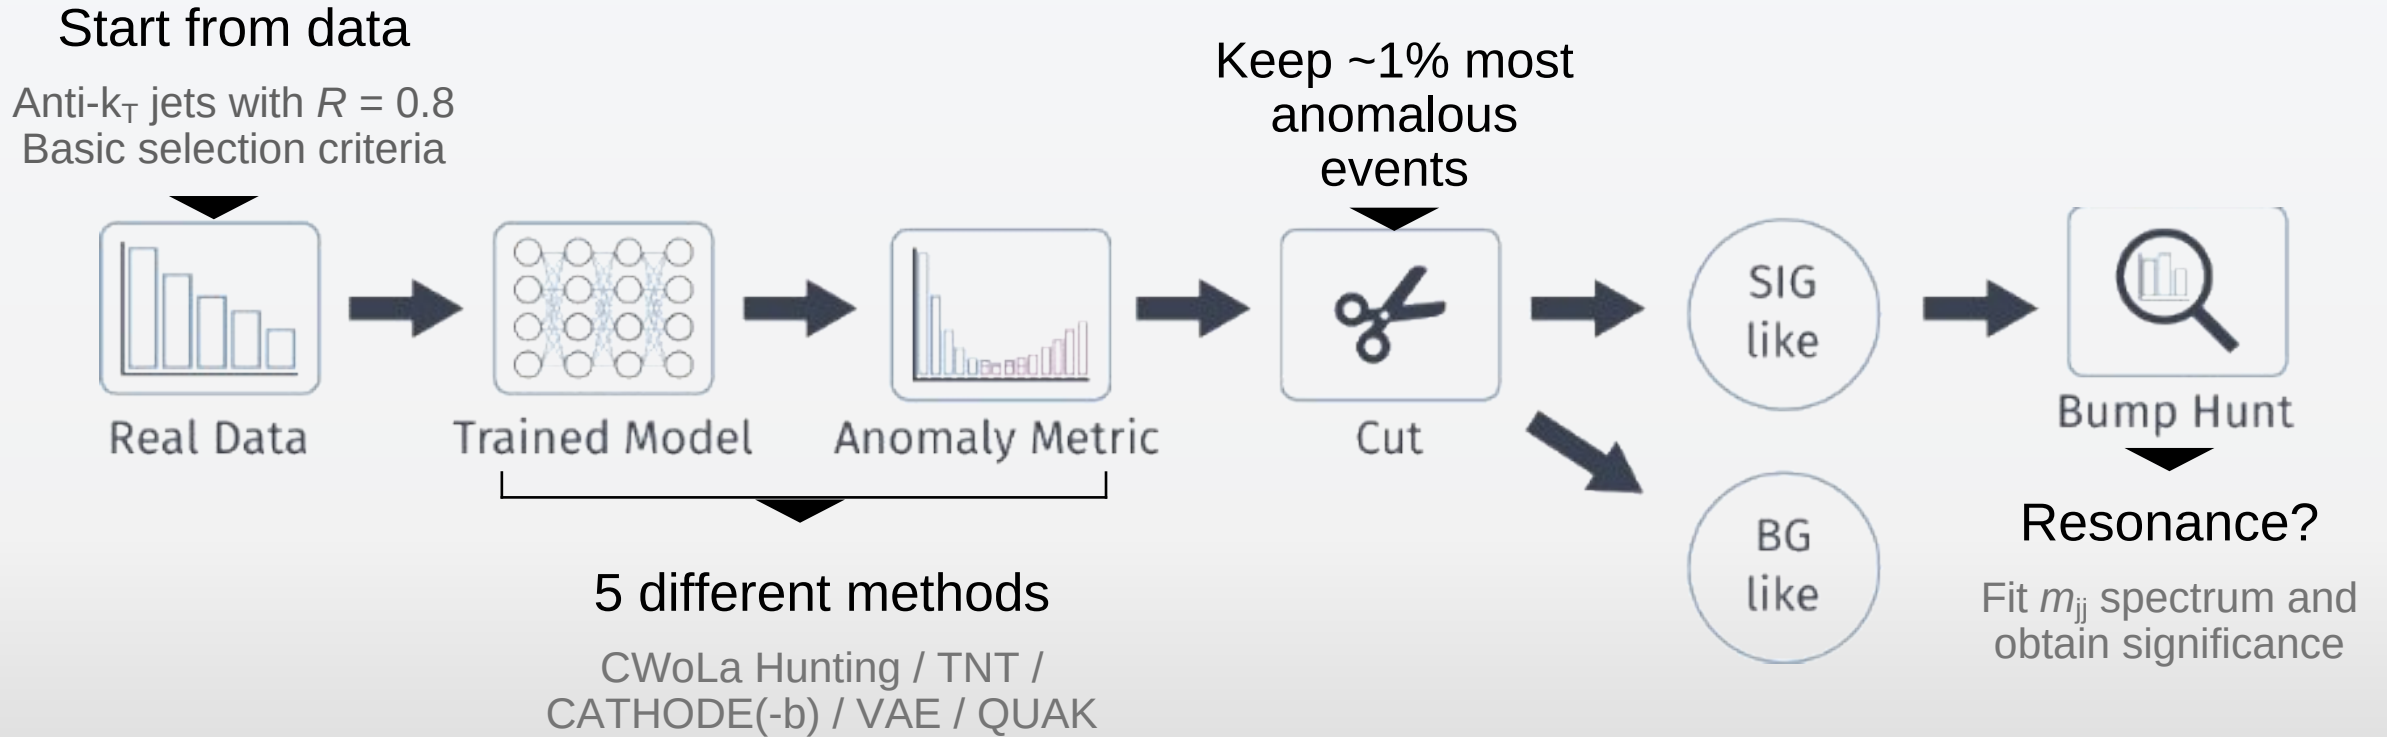 Start from data
Anti-kT jets with R = 0.8
Basic selection criteria
Keep ~1% most
anomalous
events
Real Data
Trained Model
Anomaly Metric
Cut
SIG
like
BG
like
Bump Hunt
5 different methods
CWoLa Hunting / TNT /
CATHODE(-b) / VAE / QUAK
Resonance?
Fit mjj spectrum and
obtain significance